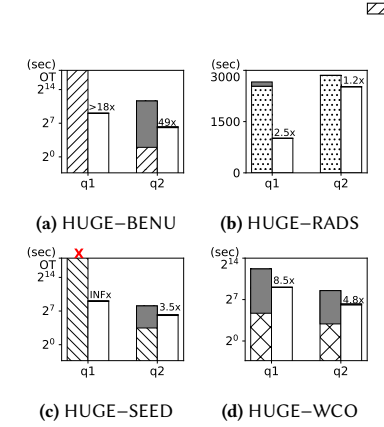 (sec)
OT
2^14
2^7
2^0
>18x
49x
q1 q2
(a) HUGE−BENU
(sec)
3000
1500
0
2.5x
1.2x
q1 q2
(b) HUGE−RADS
(sec)
OT
2^14
2^7
2^0
X
INFx
3.5x
q1 q2
(c) HUGE−SEED
(sec)
2^14
2^7
2^0
8.5x
4.8x
q1 q2
(d) HUGE−WCO